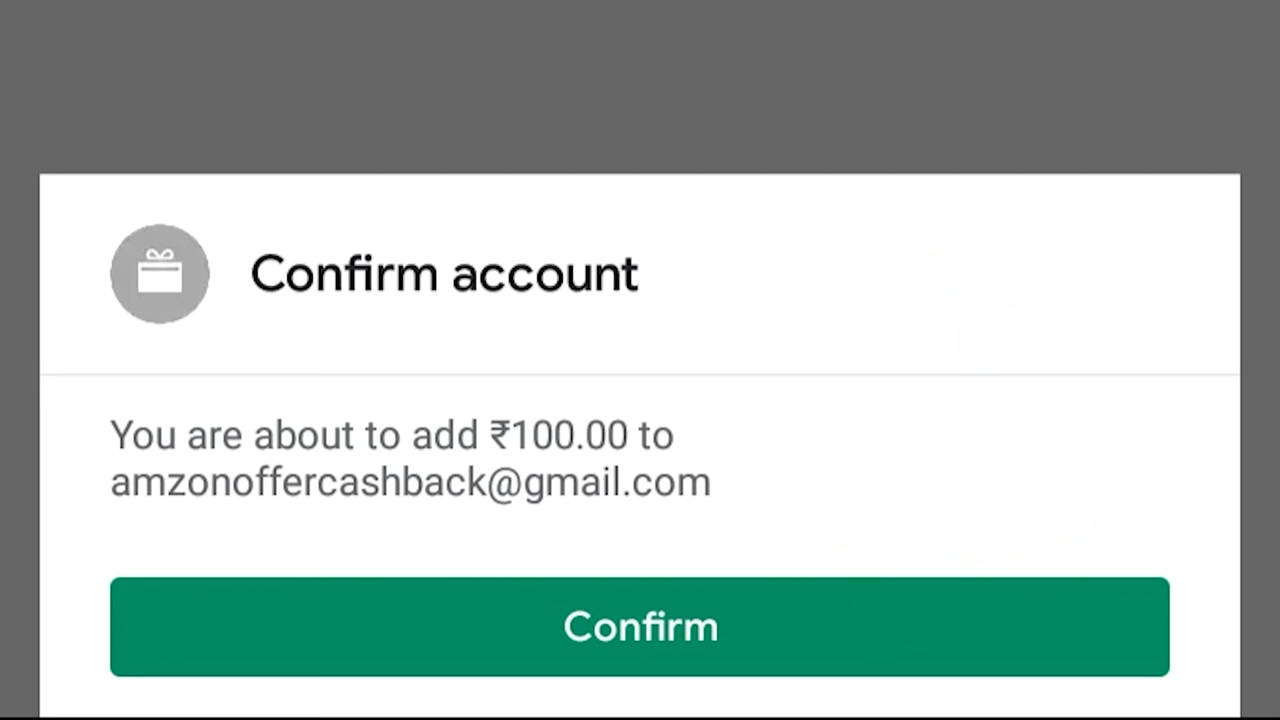 Confirm account
You are about to add ₹100.00 to
amzonoffercashback@gmail.com
Confirm